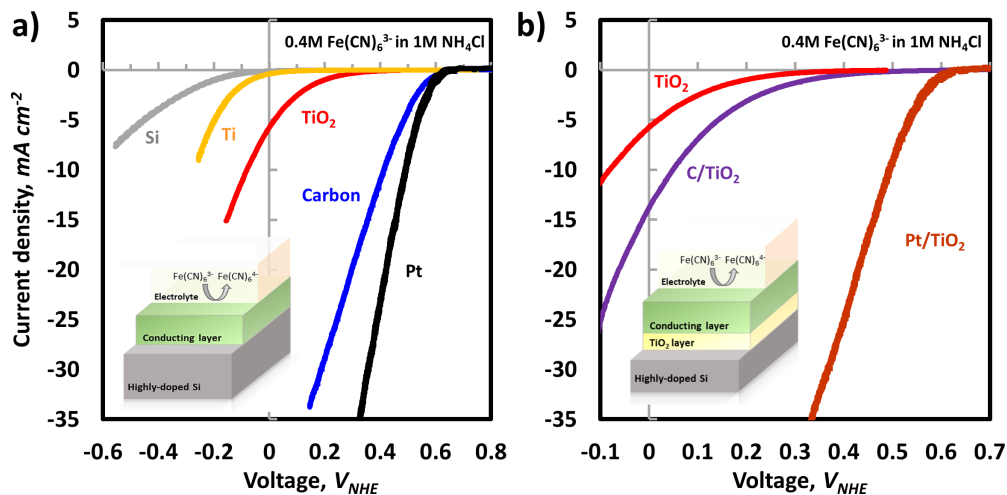 a)
0.4M Fe(CN)₆³⁻ in 1M NH₄Cl
0
-5
-10
-15
-20
-25
-30
-35
Current density, mA cm⁻²
Si
Ti
TiO₂
Carbon
Pt
Fe(CN)₆³⁻ Fe(CN)₆⁴⁻
Electrolyte
Conducting layer
Highly-doped Si
-0.6 -0.4 -0.2 0 0.2 0.4 0.6 0.8
Voltage, V_NHE
b)
0.4M Fe(CN)₆³⁻ in 1M NH₄Cl
5
0
-5
-10
-15
-20
-25
-30
-35
TiO₂
C/TiO₂
Pt/TiO₂
Fe(CN)₆³⁻ Fe(CN)₆⁴⁻
Electrolyte
Conducting layer
TiO₂ layer
Highly-doped Si
-0.1 0 0.1 0.2 0.3 0.4 0.5 0.6 0.7
Voltage, V_NHE
5